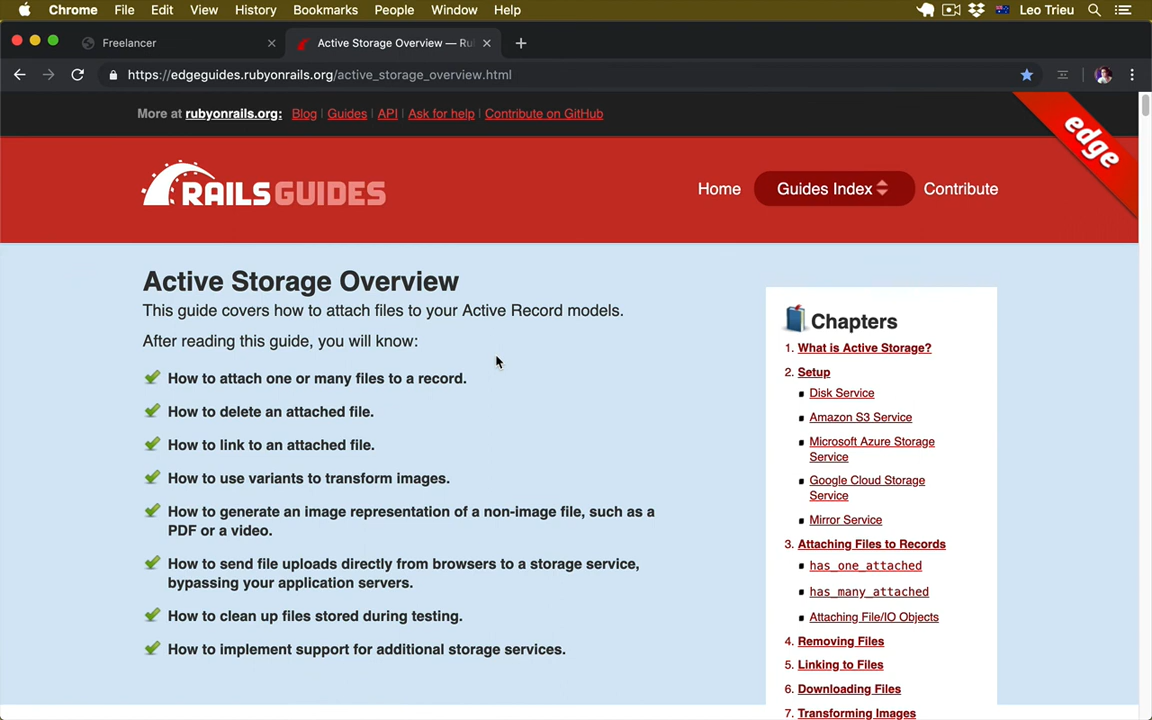 Chrome File Edit View History Bookmarks People Window Help Leo Trieu
Freelancer
Active Storage Overview — Ru
https://edgeguides.rubyonrails.org/active_storage_overview.html
More at rubyonrails.org: Blog | Guides | API | Ask for help | Contribute on GitHub
edge
RAILSGUIDES
Home Guides Index Contribute
Active Storage Overview
This guide covers how to attach files to your Active Record models.
After reading this guide, you will know:
How to attach one or many files to a record.
How to delete an attached file.
How to link to an attached file.
How to use variants to transform images.
How to generate an image representation of a non-image file, such as a
PDF or a video.
How to send file uploads directly from browsers to a storage service,
bypassing your application servers.
How to clean up files stored during testing.
How to implement support for additional storage services.
Chapters
1. What is Active Storage?
2. Setup
Disk Service
Amazon S3 Service
Microsoft Azure Storage
Service
Google Cloud Storage
Service
Mirror Service
3. Attaching Files to Records
has_one_attached
has_many_attached
Attaching File/IO Objects
4. Removing Files
5. Linking to Files
6. Downloading Files
7. Transforming Images